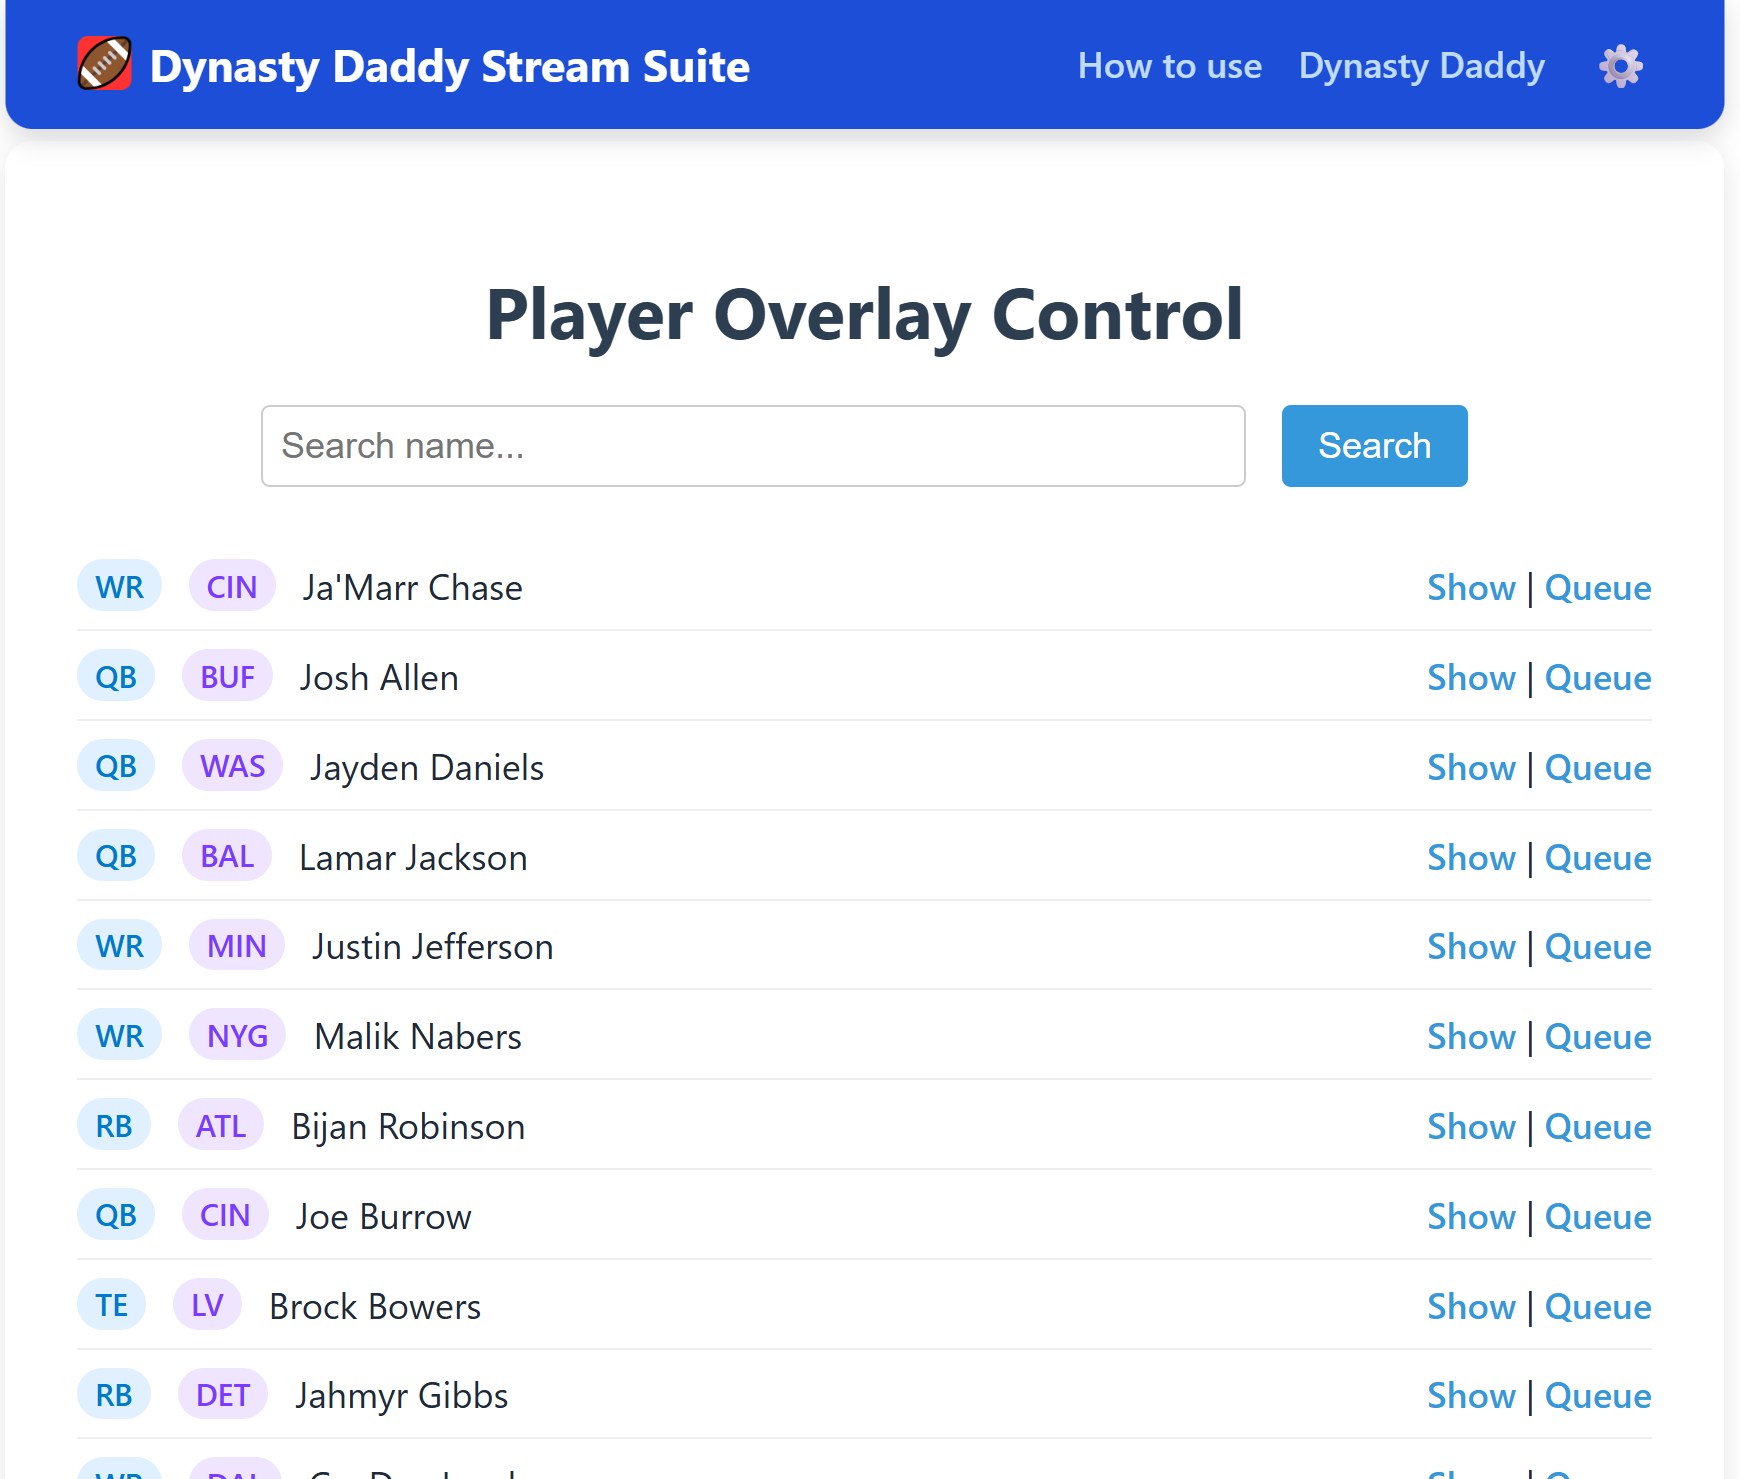 Dynasty Daddy Stream Suite How to use Dynasty Daddy
Player Overlay Control
Search name... Search
WR CIN Ja'Marr Chase Show | Queue
QB BUF Josh Allen Show | Queue
QB WAS Jayden Daniels Show | Queue
QB BAL Lamar Jackson Show | Queue
WR MIN Justin Jefferson Show | Queue
WR NYG Malik Nabers Show | Queue
RB ATL Bijan Robinson Show | Queue
QB CIN Joe Burrow Show | Queue
TE LV Brock Bowers Show | Queue
RB DET Jahmyr Gibbs Show | Queue